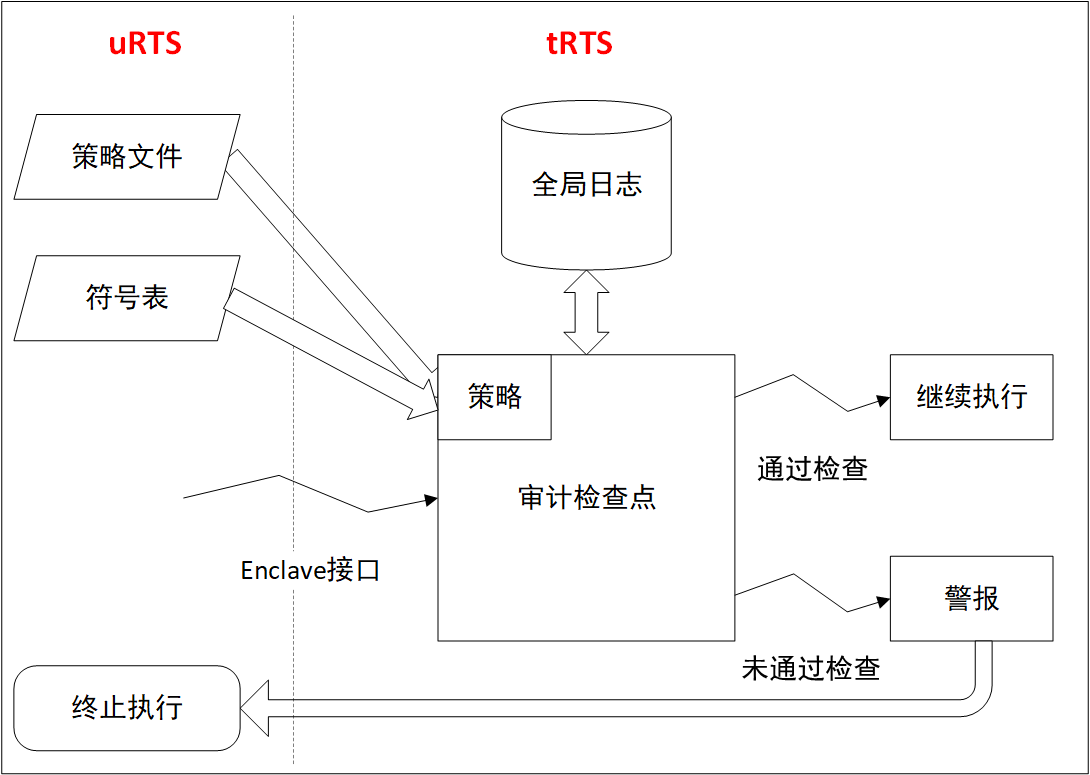 uRTS
tRTS
策略文件
全局日志
符号表
策略
继续执行
通过检查
审计检查点
Enclave接口
警报
未通过检查
终止执行